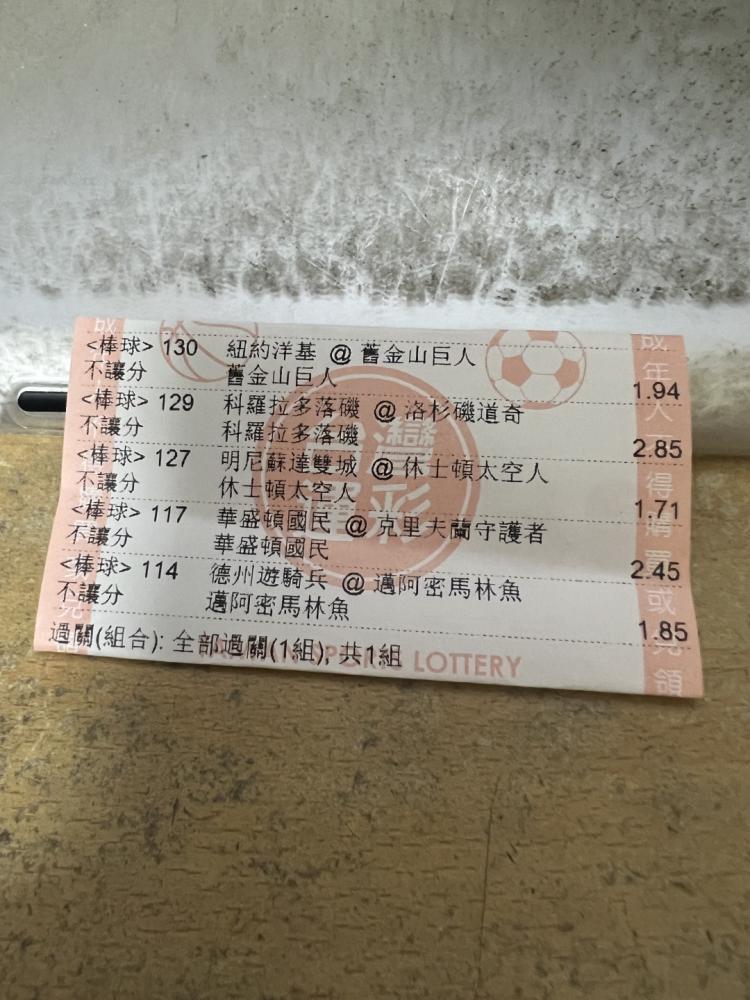 <棒球> 130 紐約洋基 @ 舊金山巨人
不讓分 舊金山巨人 1.94
<棒球> 129 科羅拉多落磯 @ 洛杉磯道奇
不讓分 科羅拉多落磯 2.85
<棒球> 127 明尼蘇達雙城 @ 休士頓太空人
不讓分 休士頓太空人 1.71
<棒球> 117 華盛頓國民 @ 克里夫蘭守護者
不讓分 華盛頓國民 2.45
<棒球> 114 德州遊騎兵 @ 邁阿密馬林魚
不讓分 邁阿密馬林魚 1.85
過關(組合): 全部過關(1組), 共1組
LOTTERY